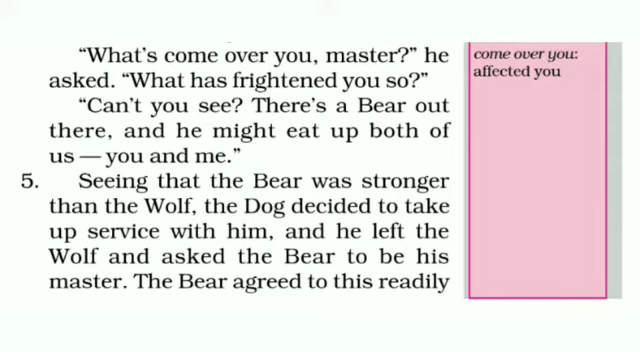 “What’s come over you, master?” he
asked. “What has frightened you so?”
“Can’t you see? There’s a Bear out
there, and he might eat up both of
us — you and me.”
5. Seeing that the Bear was stronger
than the Wolf, the Dog decided to take
up service with him, and he left the
Wolf and asked the Bear to be his
master. The Bear agreed to this readily
come over you:
affected you